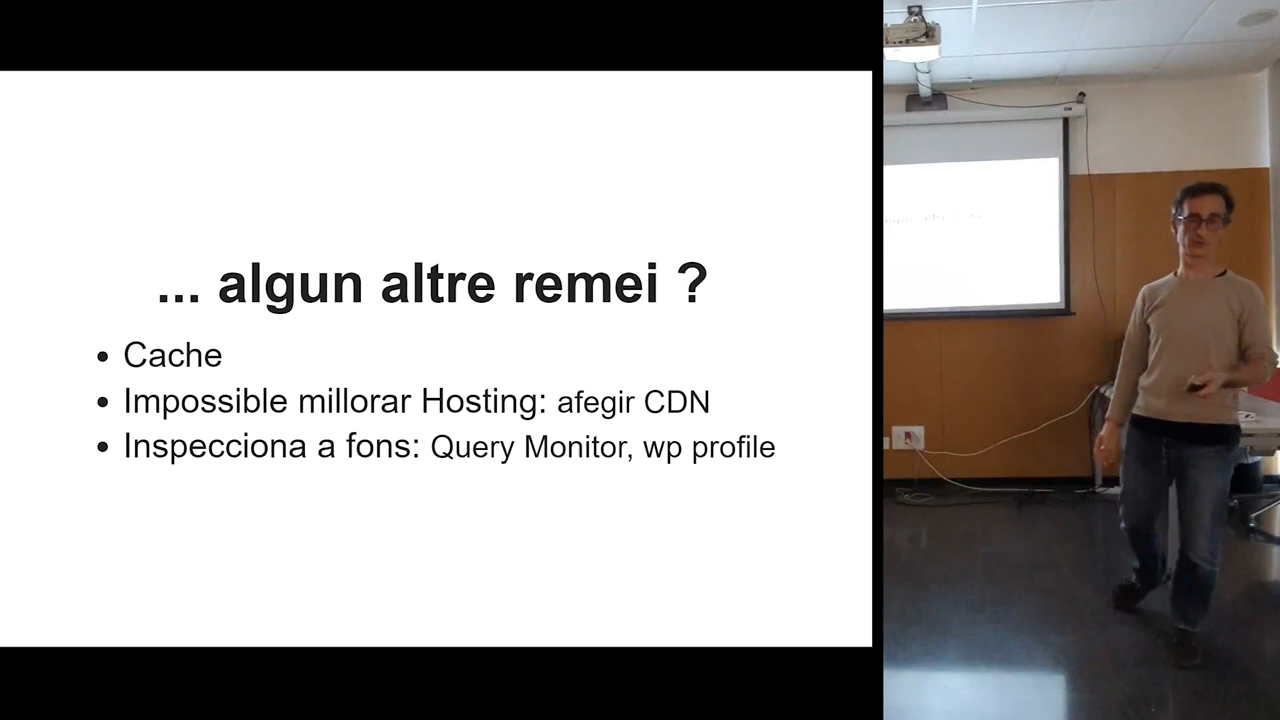 ... algun altre remei ?
Cache
Impossible millorar Hosting: afegir CDN
Inspecciona a fons: Query Monitor, wp profile